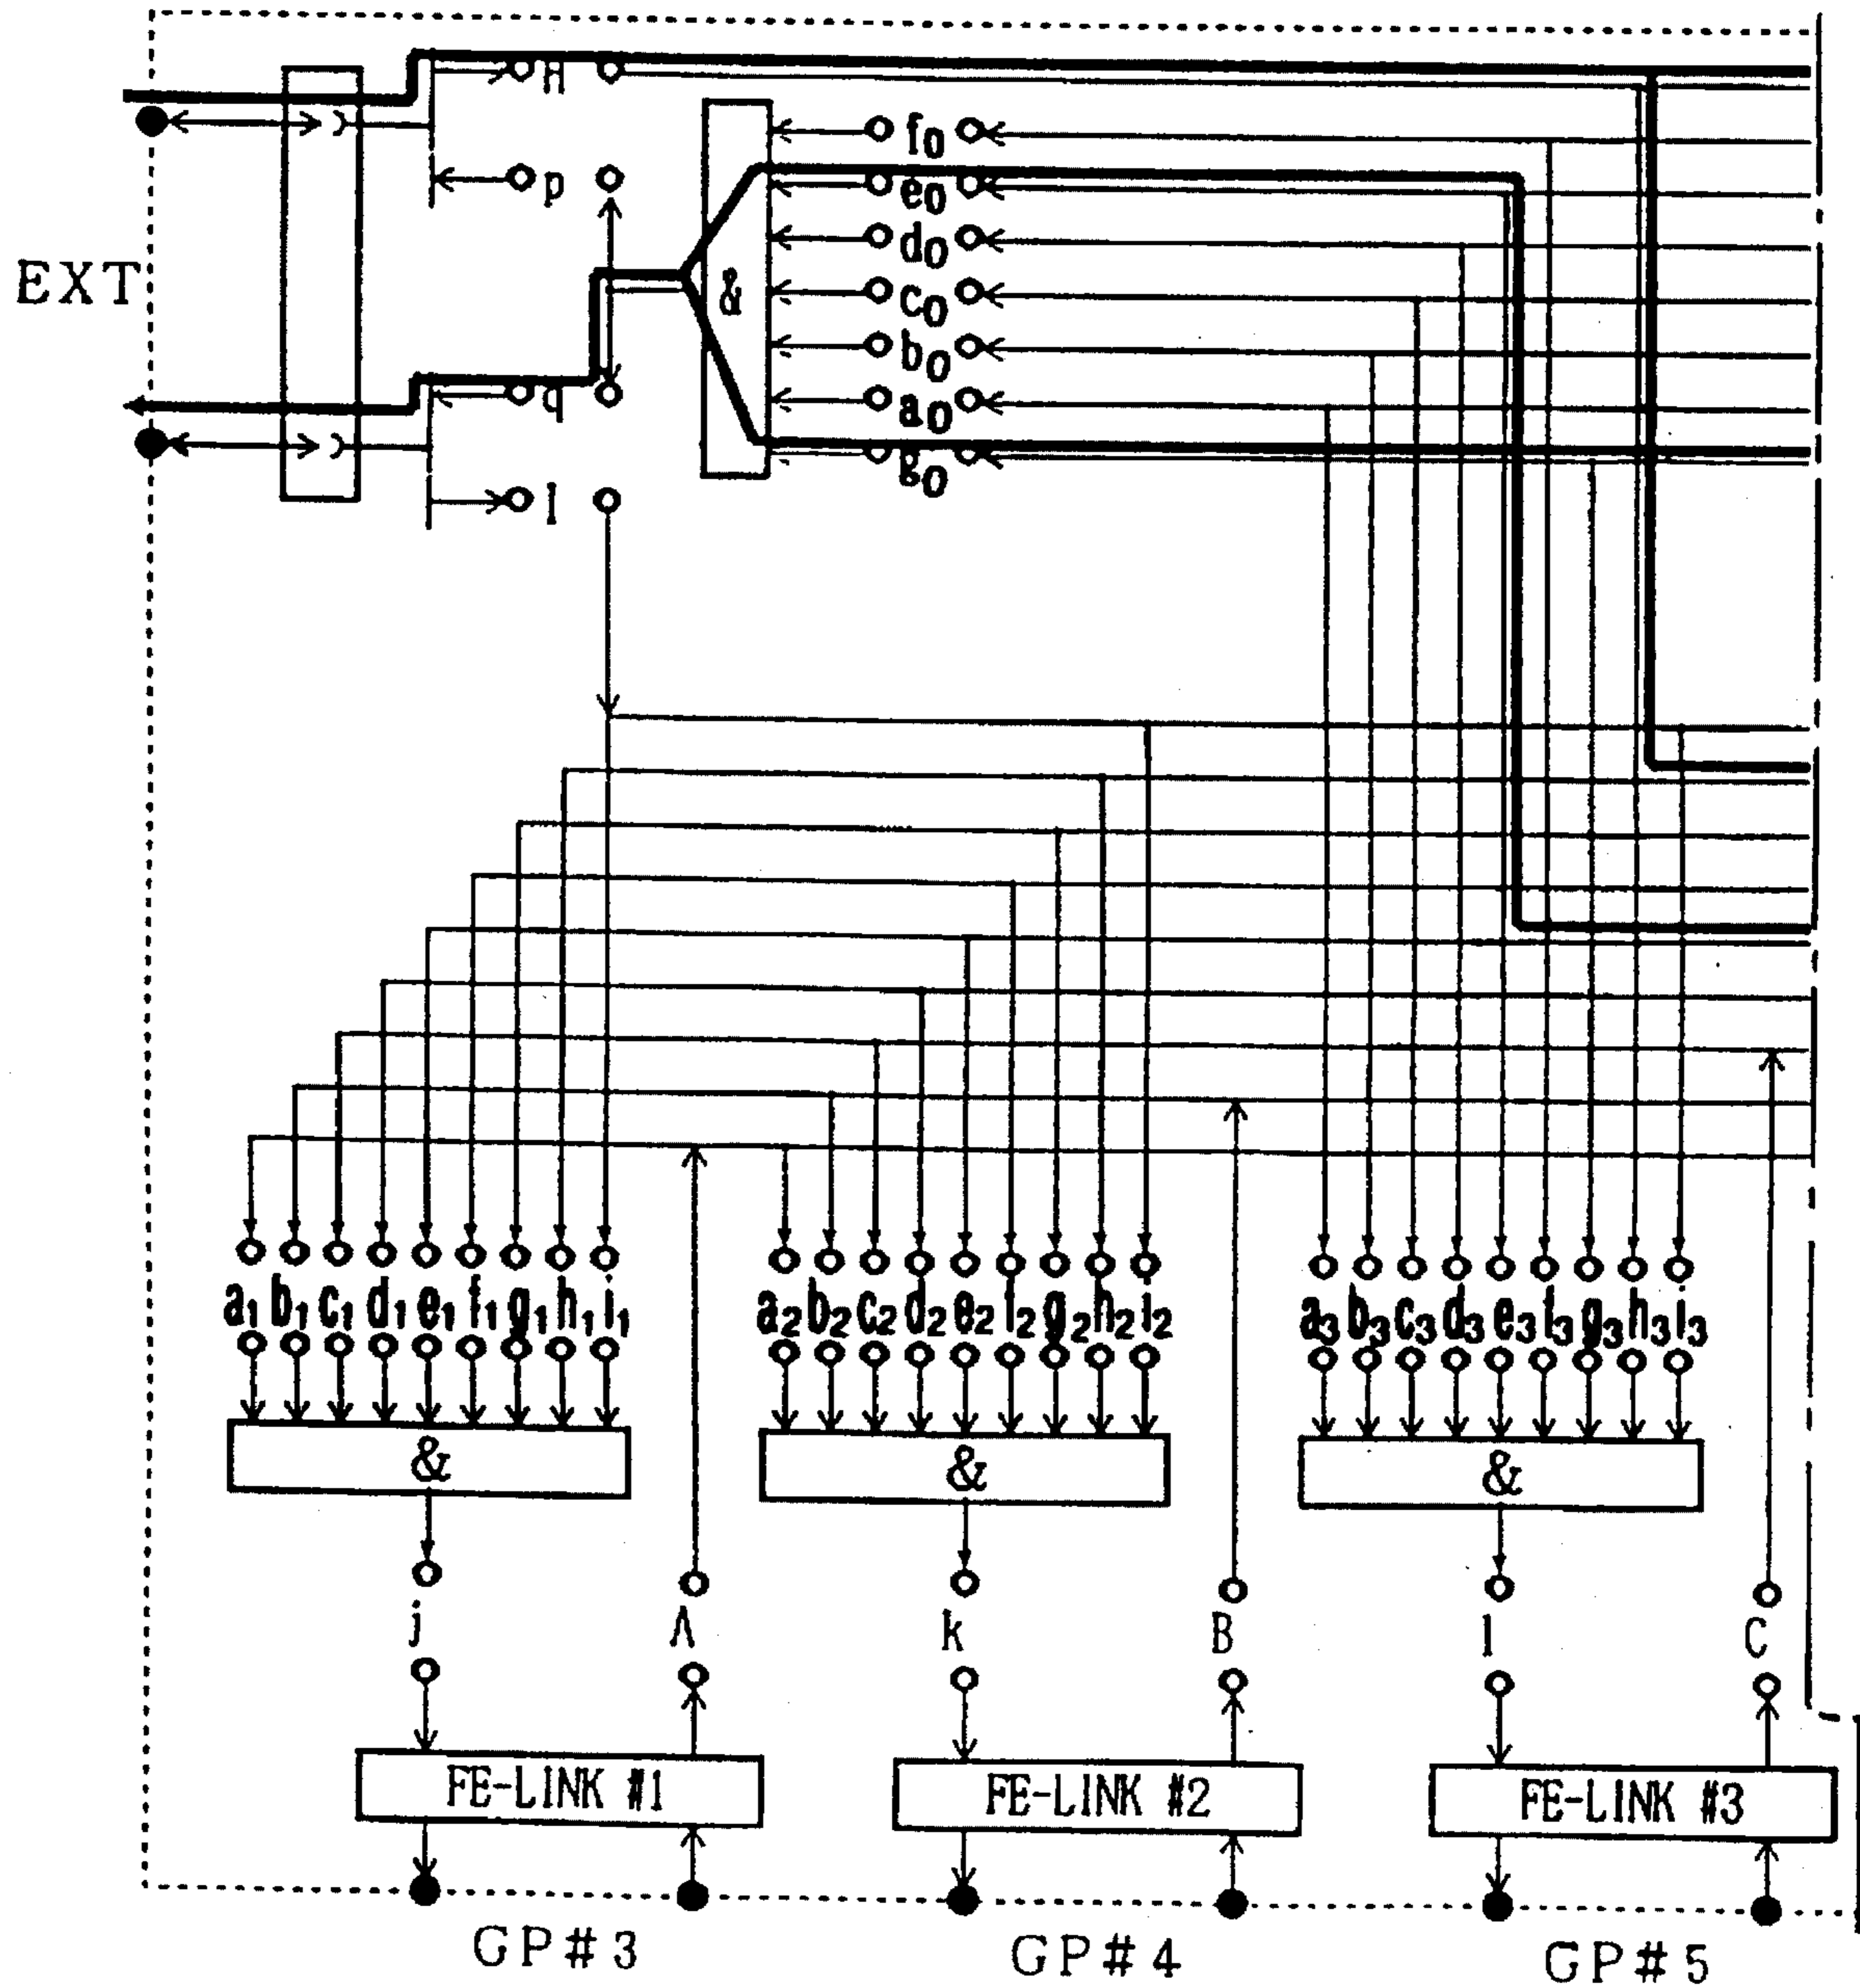 H
f0
p
e0
d0
EXT
&
c0
b0
q
a0
g0
I
a1 b1 c1 d1 e1 f1 g1 h1 i1
a2 b2 c2 d2 e2 f2 g2 h2 i2
a3 b3 c3 d3 e3 f3 g3 h3 i3
&
&
&
j
A
k
B
l
C
FE-LINK #1
FE-LINK #2
FE-LINK #3
GP#3
GP#4
GP#5